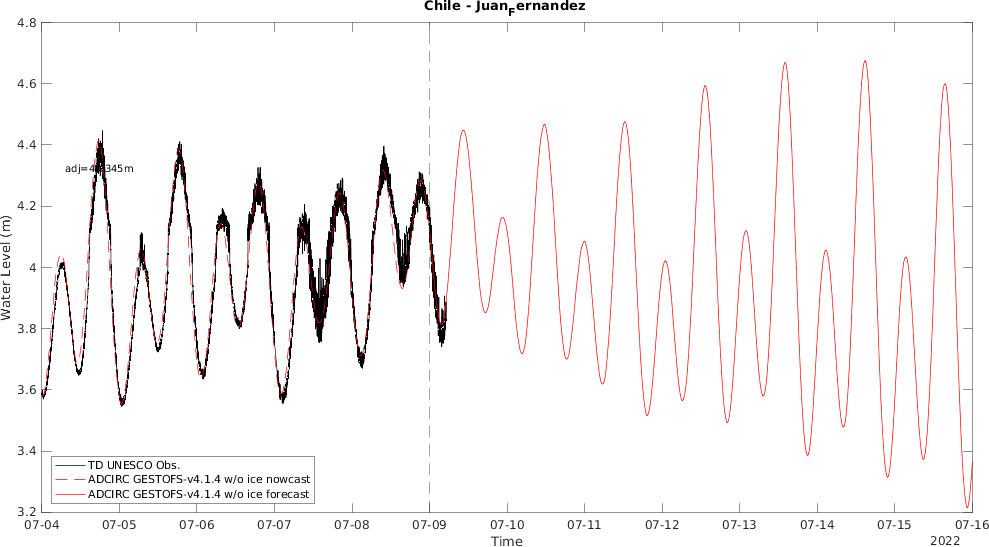 Chile - JuanFernandez
4.8
4.6
4.4
4.2
4
3.8
3.6
3.4
3.2
Water Level (m)
TD UNESCO Obs.
ADCIRC GESTOFS-v4.1.4 w/o ice nowcast
ADCIRC GESTOFS-v4.1.4 w/o ice forecast
07-04 07-05 07-06 07-07 07-08 07-09 07-10 07-11 07-12 07-13 07-14 07-15 07-16
Time
2022